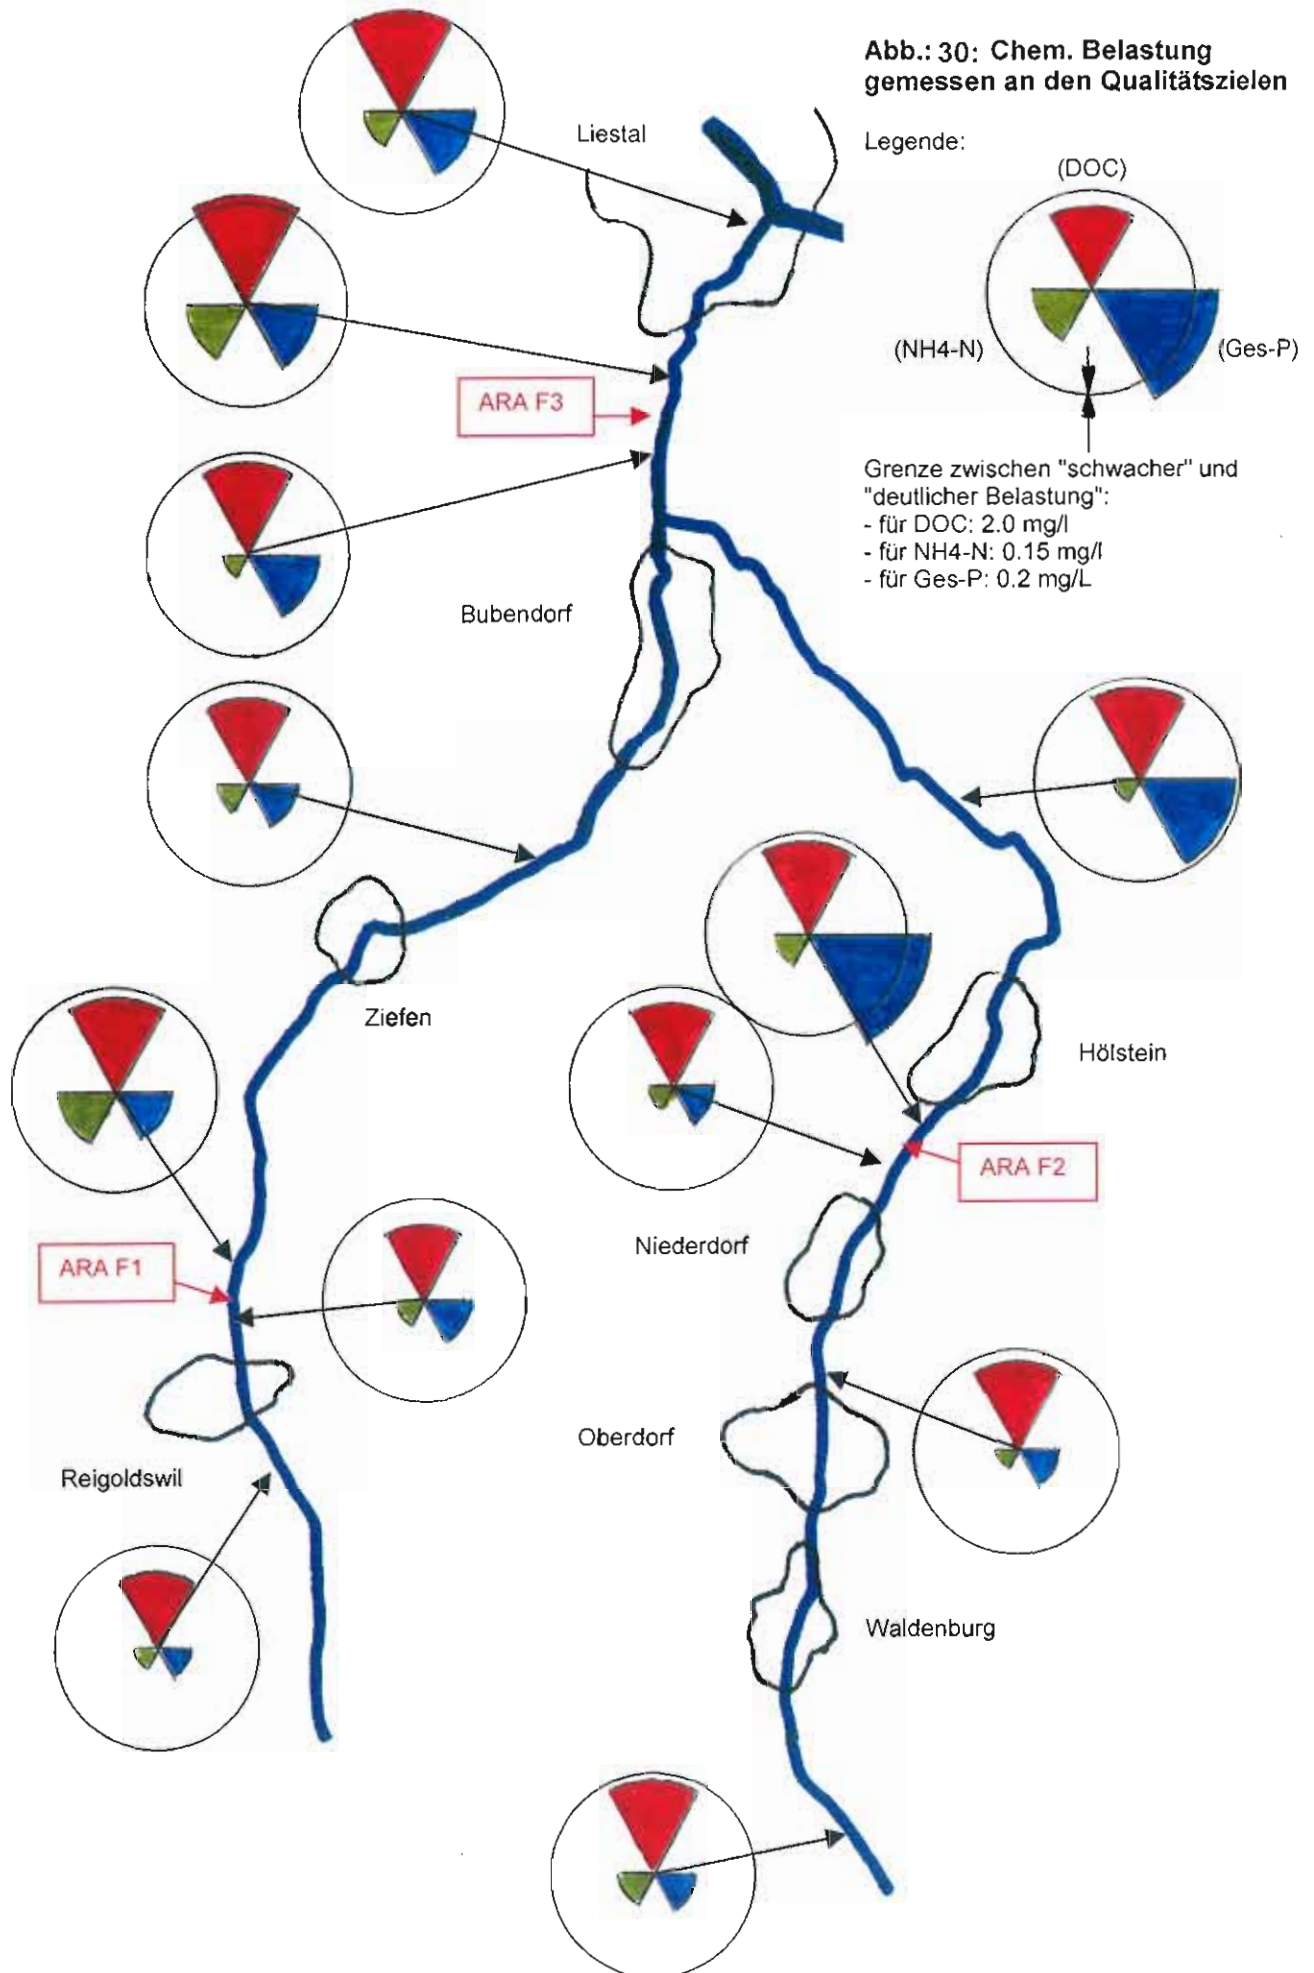 Abb.: 30: Chem. Belastung
gemessen an den Qualitätszielen
Legende:
(DOC)
(NH4-N)
(Ges-P)
Grenze zwischen "schwacher" und
"deutlicher Belastung":
- für DOC: 2.0 mg/l
- für NH4-N: 0.15 mg/l
- für Ges-P: 0.2 mg/L
Liestal
ARA F3
Bubendorf
Ziefen
Hölstein
ARA F2
Niederdorf
ARA F1
Oberdorf
Reigoldswil
Waldenburg